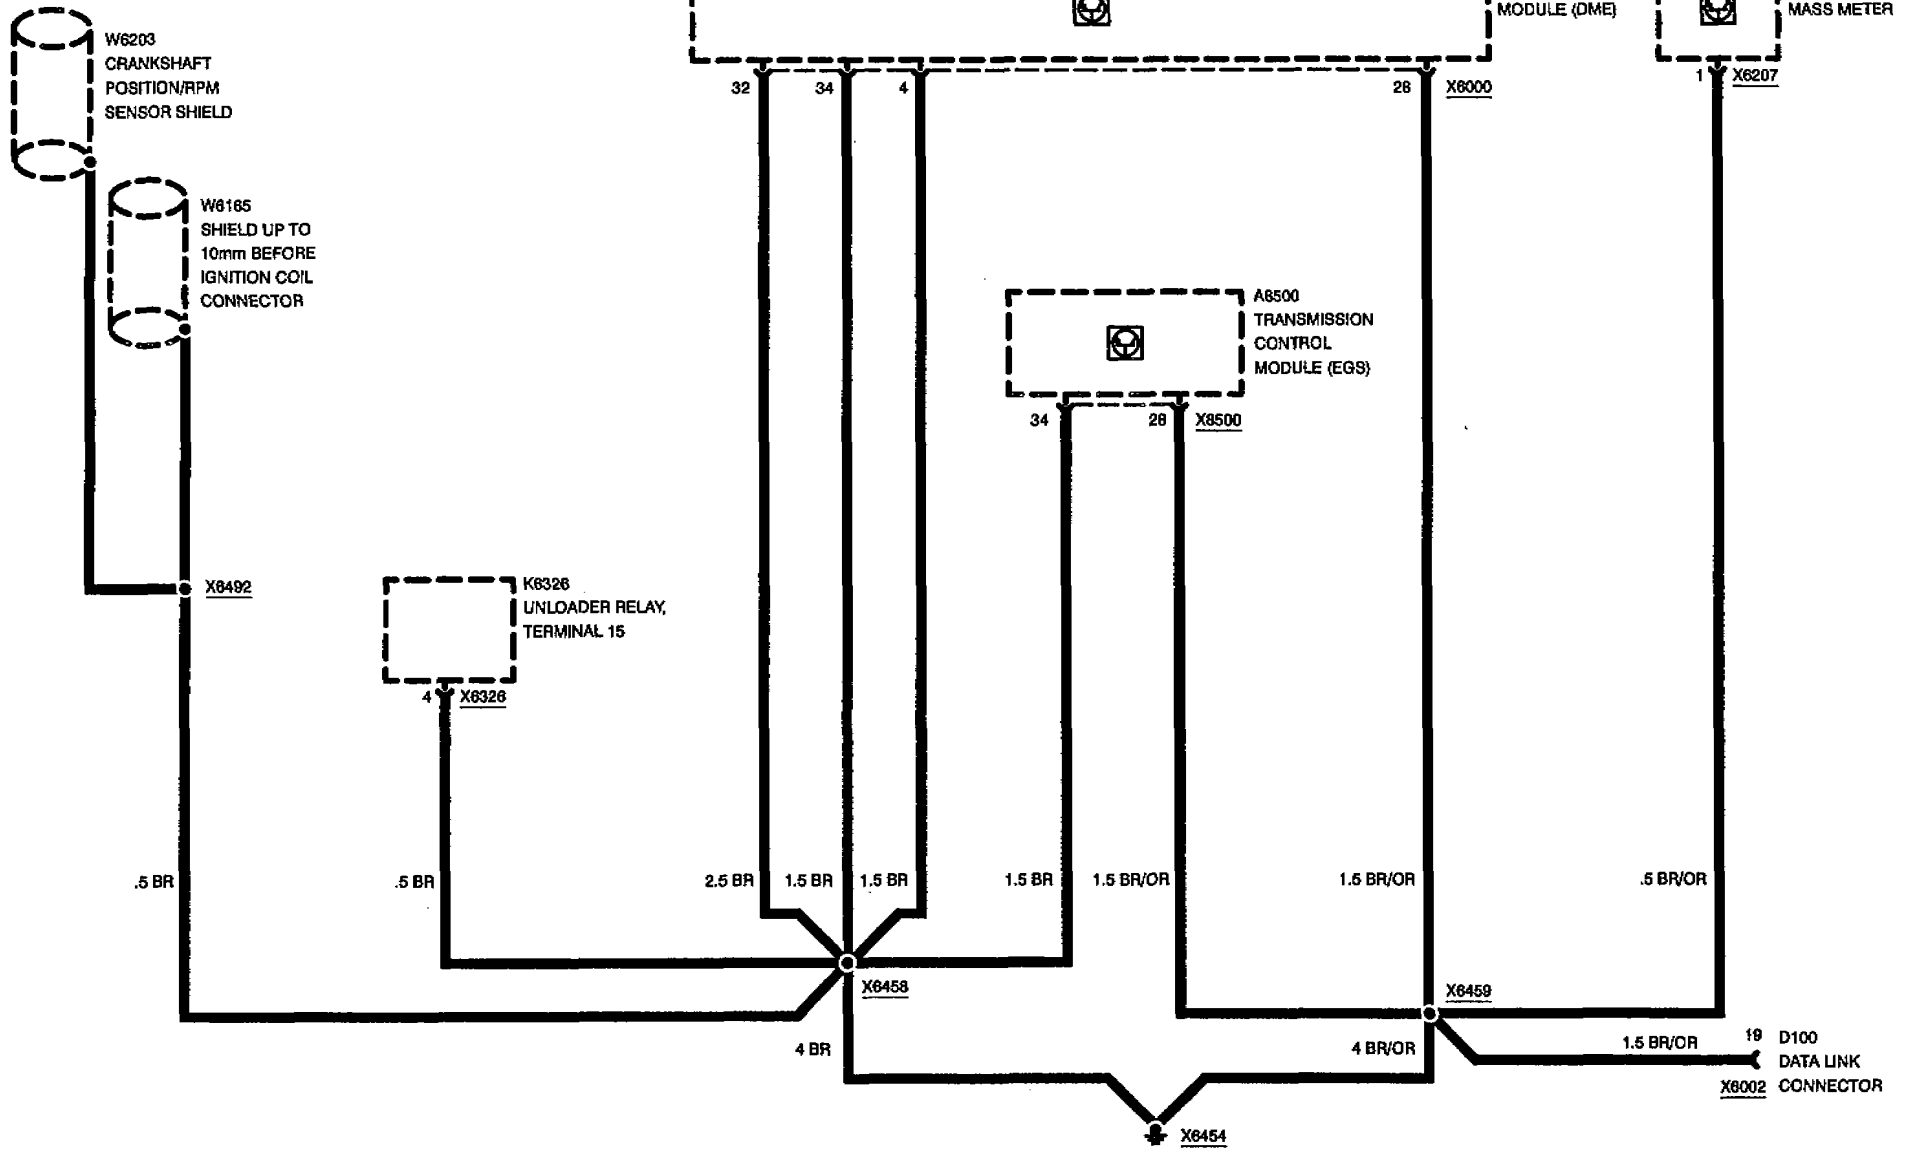 MODULE (DME)
MASS METER
W6203
CRANKSHAFT
POSITION/RPM
SENSOR SHIELD
32
34
4
28
X6000
1
X6207
W6165
SHIELD UP TO
10mm BEFORE
IGNITION COIL
CONNECTOR
A8500
TRANSMISSION
CONTROL
MODULE (EGS)
34
28
X8500
X6492
K6326
UNLOADER RELAY,
TERMINAL 15
4
X6326
.5 BR
.5 BR
2.5 BR
1.5 BR
1.5 BR
1.5 BR
1.5 BR/OR
1.5 BR/OR
.5 BR/OR
X6458
X6459
4 BR
4 BR/OR
1.5 BR/OR
19
D100
DATA LINK
CONNECTOR
X6002
X6454